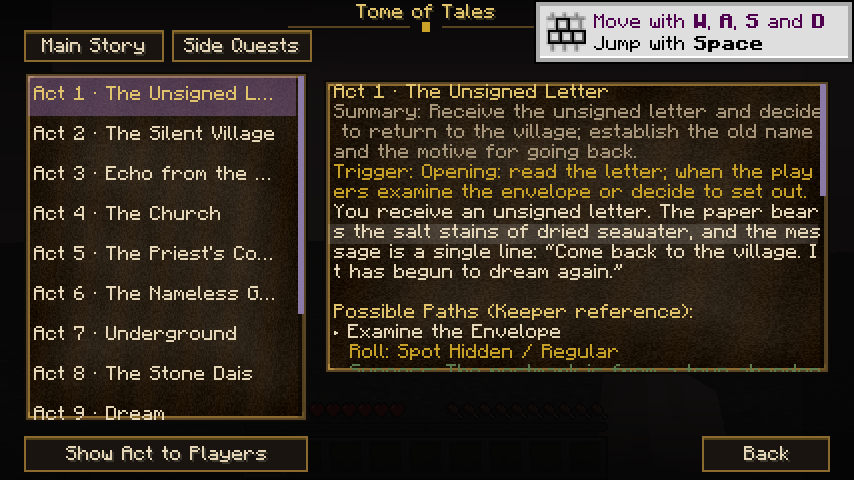 Tome of Tales
Move with W, A, S and D
Jump with Space
Main Story
Side Quests
Act 1 · The Unsigned L...
Act 2 · The Silent Village
Act 3 · Echo from the ...
Act 4 · The Church
Act 5 · The Priest's Co...
Act 6 · The Nameless G...
Act 7 · Underground
Act 8 · The Stone Dais
Act 9 · Dream
Act 1 · The Unsigned Letter
Summary: Receive the unsigned letter and decide
to return to the village; establish the old name
and the motive for going back.
Trigger: Opening: read the letter; when the play
ers examine the envelope or decide to set out.
You receive an unsigned letter. The paper bear
s the salt stains of dried seawater, and the mes
sage is a single line: “Come back to the village. I
t has begun to dream again.”
Possible Paths (Keeper reference):
• Examine the Envelope
Roll: Spot Hidden / Regular
Show Act to Players
Back